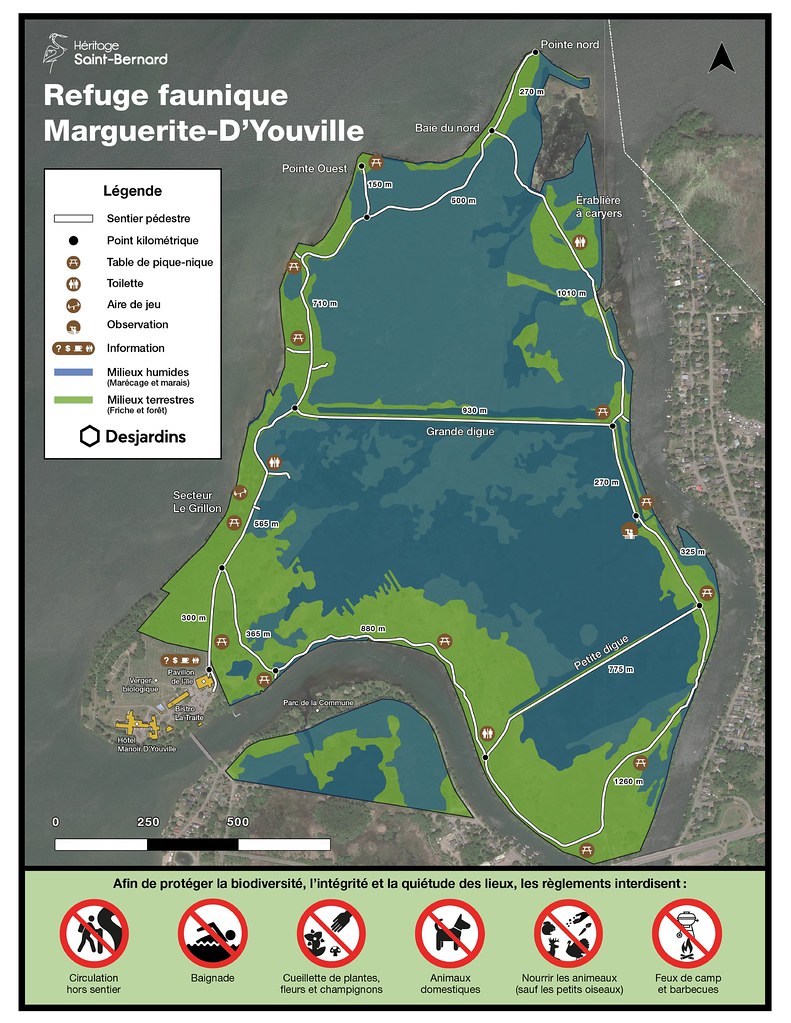 Héritage
Saint-Bernard
Refuge faunique
Marguerite-D'Youville
Légende
Sentier pédestre
Point kilométrique
Table de pique-nique
Toilette
Aire de jeu
Observation
? $
Information
Milieux humides
(Marécage et marais)
Milieux terrestres
(Friche et forêt)
Desjardins
Pointe nord
270 m
Baie du nord
Pointe Ouest
150 m
500 m
Érablière
à caryers
1010 m
710 m
930 m
Grande digue
270 m
Secteur
Le Grillon
565 m
325 m
300 m
365 m
880 m
Petite digue
775 m
? $
Verger
biologique
Pavillon
de l'île
Bistro
La Traite
Hôtel
Manoir D'Youville
Parc de la Commune
1260 m
0 250 500
Afin de protéger la biodiversité, l'intégrité et la quiétude des lieux, les règlements interdisent :
Circulation
hors sentier
Baignade
Cueillette de plantes,
fleurs et champignons
Animaux
domestiques
Nourrir les animeaux
(sauf les petits oiseaux)
Feux de camp
et barbecues